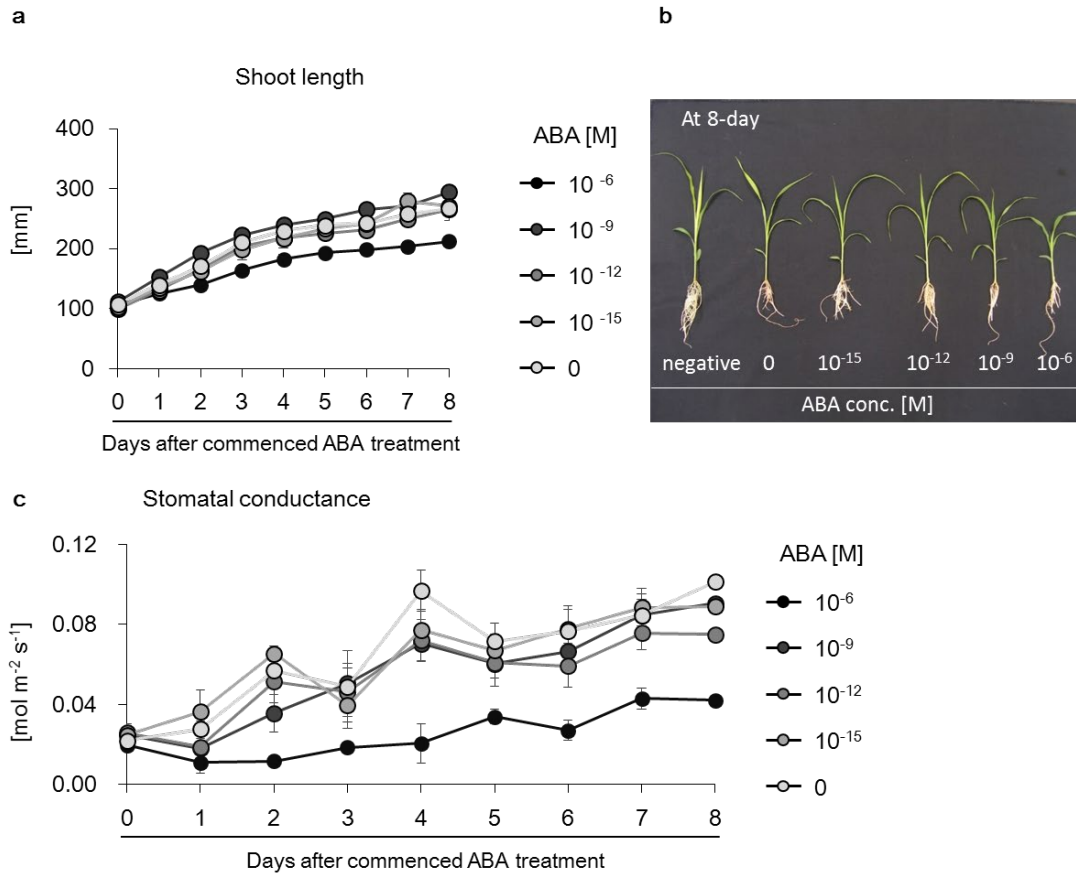 a
Shoot length
400
300
200
100
0
[mm]
0 1 2 3 4 5 6 7 8
Days after commenced ABA treatment
ABA [M]
10 -6
10 -9
10 -12
10 -15
0
b
At 8-day
negative 0 10-15 10-12 10-9 10-6
ABA conc. [M]
c
Stomatal conductance
0.12
0.08
0.04
0.00
[mol m-2 s-1]
0 1 2 3 4 5 6 7 8
Days after commenced ABA treatment
ABA [M]
10-6
10-9
10-12
10-15
0